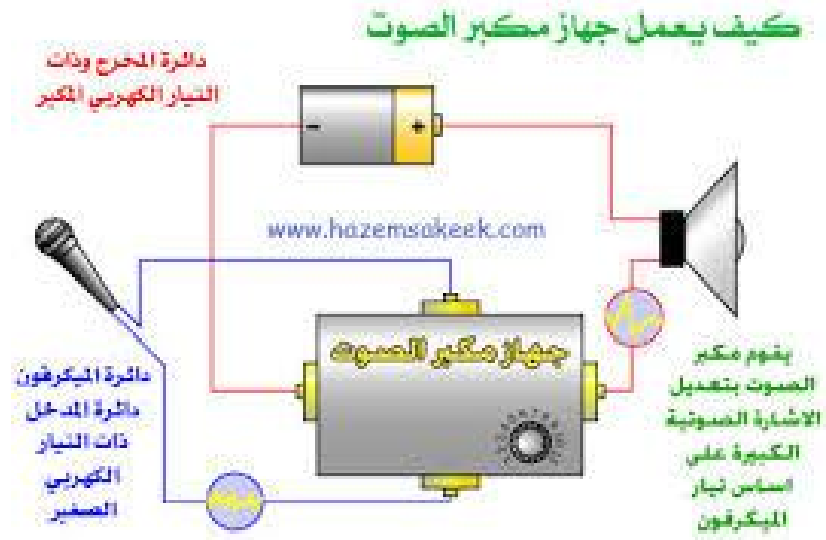 كيف يعمل جهاز مكبر الصوت
دائرة المخرج وذات
التيار الكهربي المكبر
- +
www.hazemsakeek.com
جهاز مكبر الصوت
دائرة الميكرفون
دائرة المدخل
ذات التيار
الكهربي
الصغير
يقوم مكبر
الصوت بتعديل
الاشارة الصوتية
الكبيرة على
اساس تيار
الميكرفون